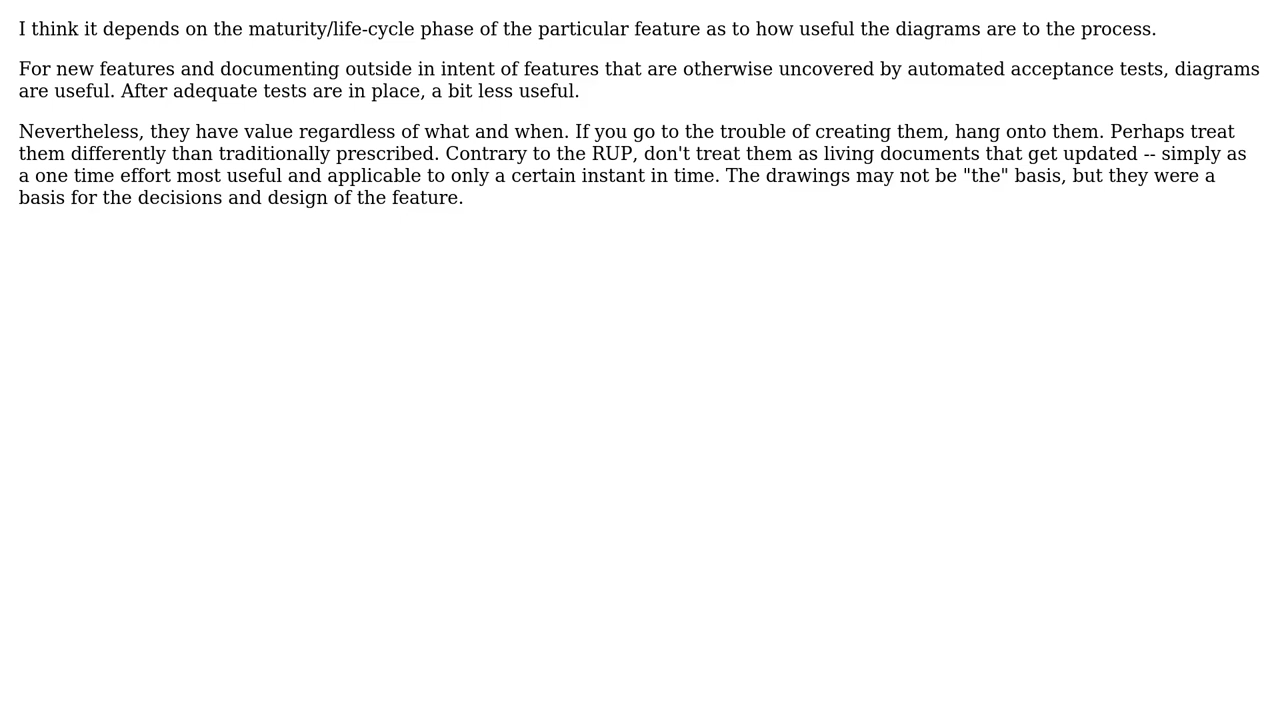 I think it depends on the maturity/life-cycle phase of the particular feature as to how useful the diagrams are to the process.
For new features and documenting outside in intent of features that are otherwise uncovered by automated acceptance tests, diagrams
are useful. After adequate tests are in place, a bit less useful.
Nevertheless, they have value regardless of what and when. If you go to the trouble of creating them, hang onto them. Perhaps treat
them differently than traditionally prescribed. Contrary to the RUP, don't treat them as living documents that get updated -- simply as
a one time effort most useful and applicable to only a certain instant in time. The drawings may not be "the" basis, but they were a
basis for the decisions and design of the feature.